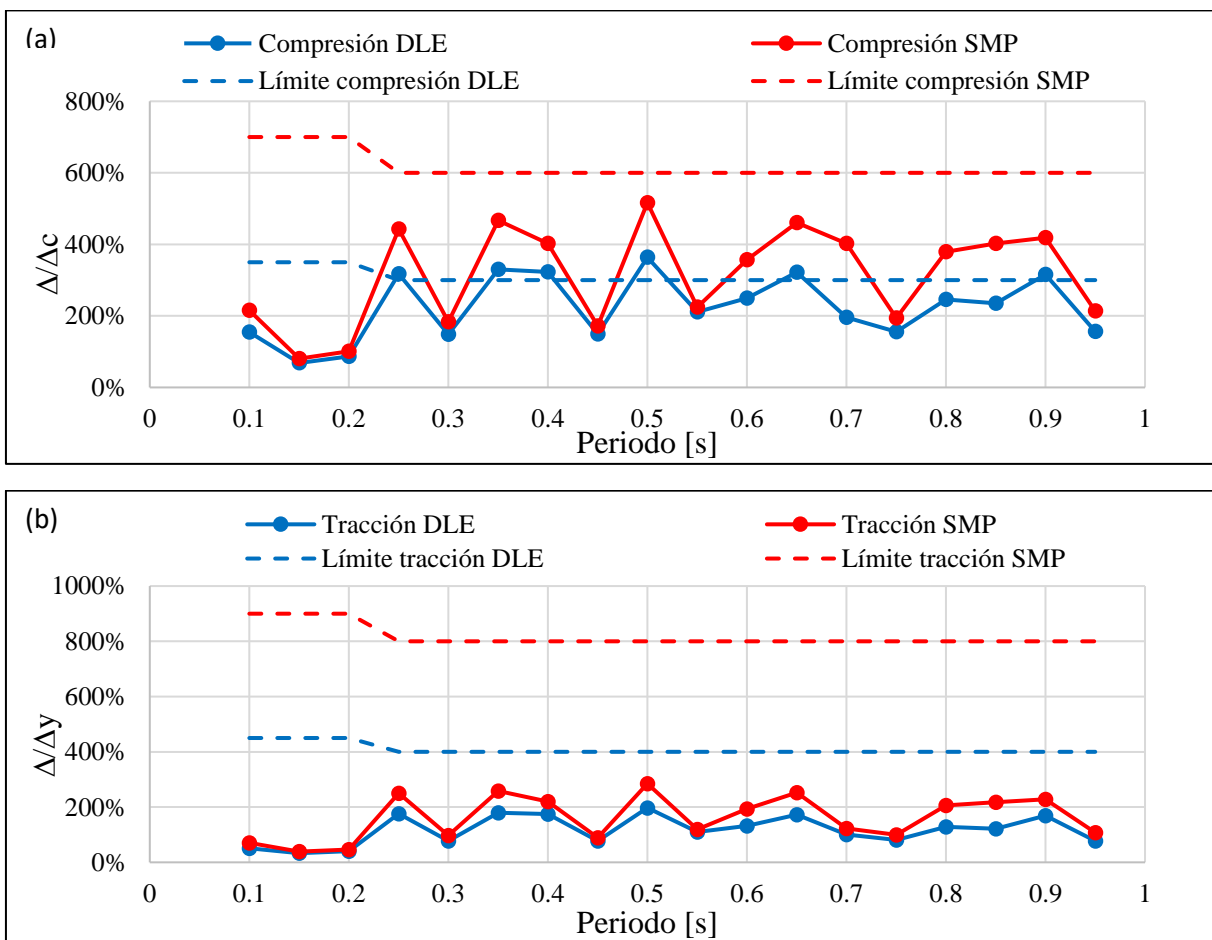 (a)
Compresión DLE
Compresión SMP
Límite compresión DLE
Límite compresión SMP
800%
600%
400%
200%
0%
Δ/Δc
0 0.1 0.2 0.3 0.4 0.5 0.6 0.7 0.8 0.9 1
Periodo [s]
(b)
Tracción DLE
Tracción SMP
Límite tracción DLE
Límite tracción SMP
1000%
800%
600%
400%
200%
0%
Δ/Δy
0 0.1 0.2 0.3 0.4 0.5 0.6 0.7 0.8 0.9 1
Periodo [s]